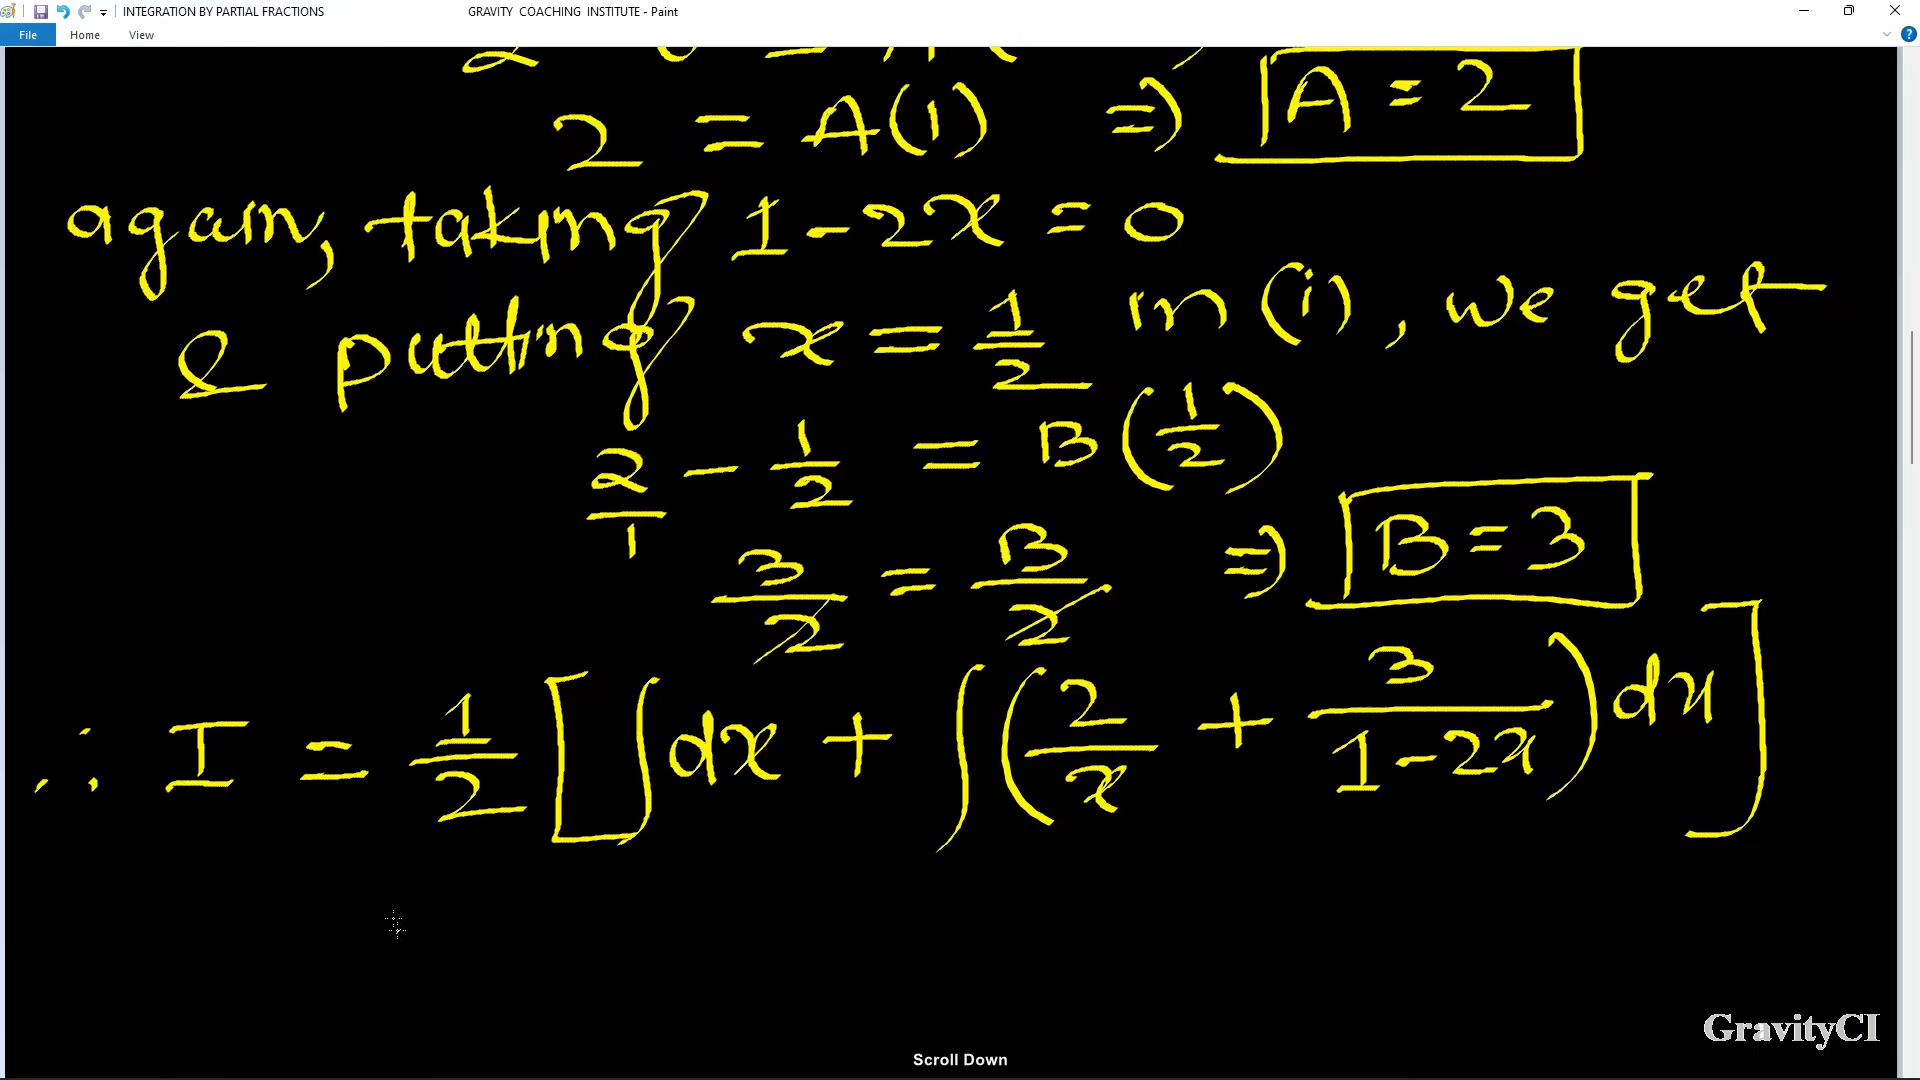 INTEGRATION BY PARTIAL FRACTIONS GRAVITY COACHING INSTITUTE - Paint
File Home View
2 = A(1) ⇒ A = 2
again, taking 1-2x = 0
& putting x = 1/2 in (i), we get
2/1 - 1/2 = B(1/2)
3/2 = B/2 ⇒ B = 3
∴ I = 1/2 [∫dx + ∫(2/x + 3/(1-2x))dx]
GravityCI
Scroll Down